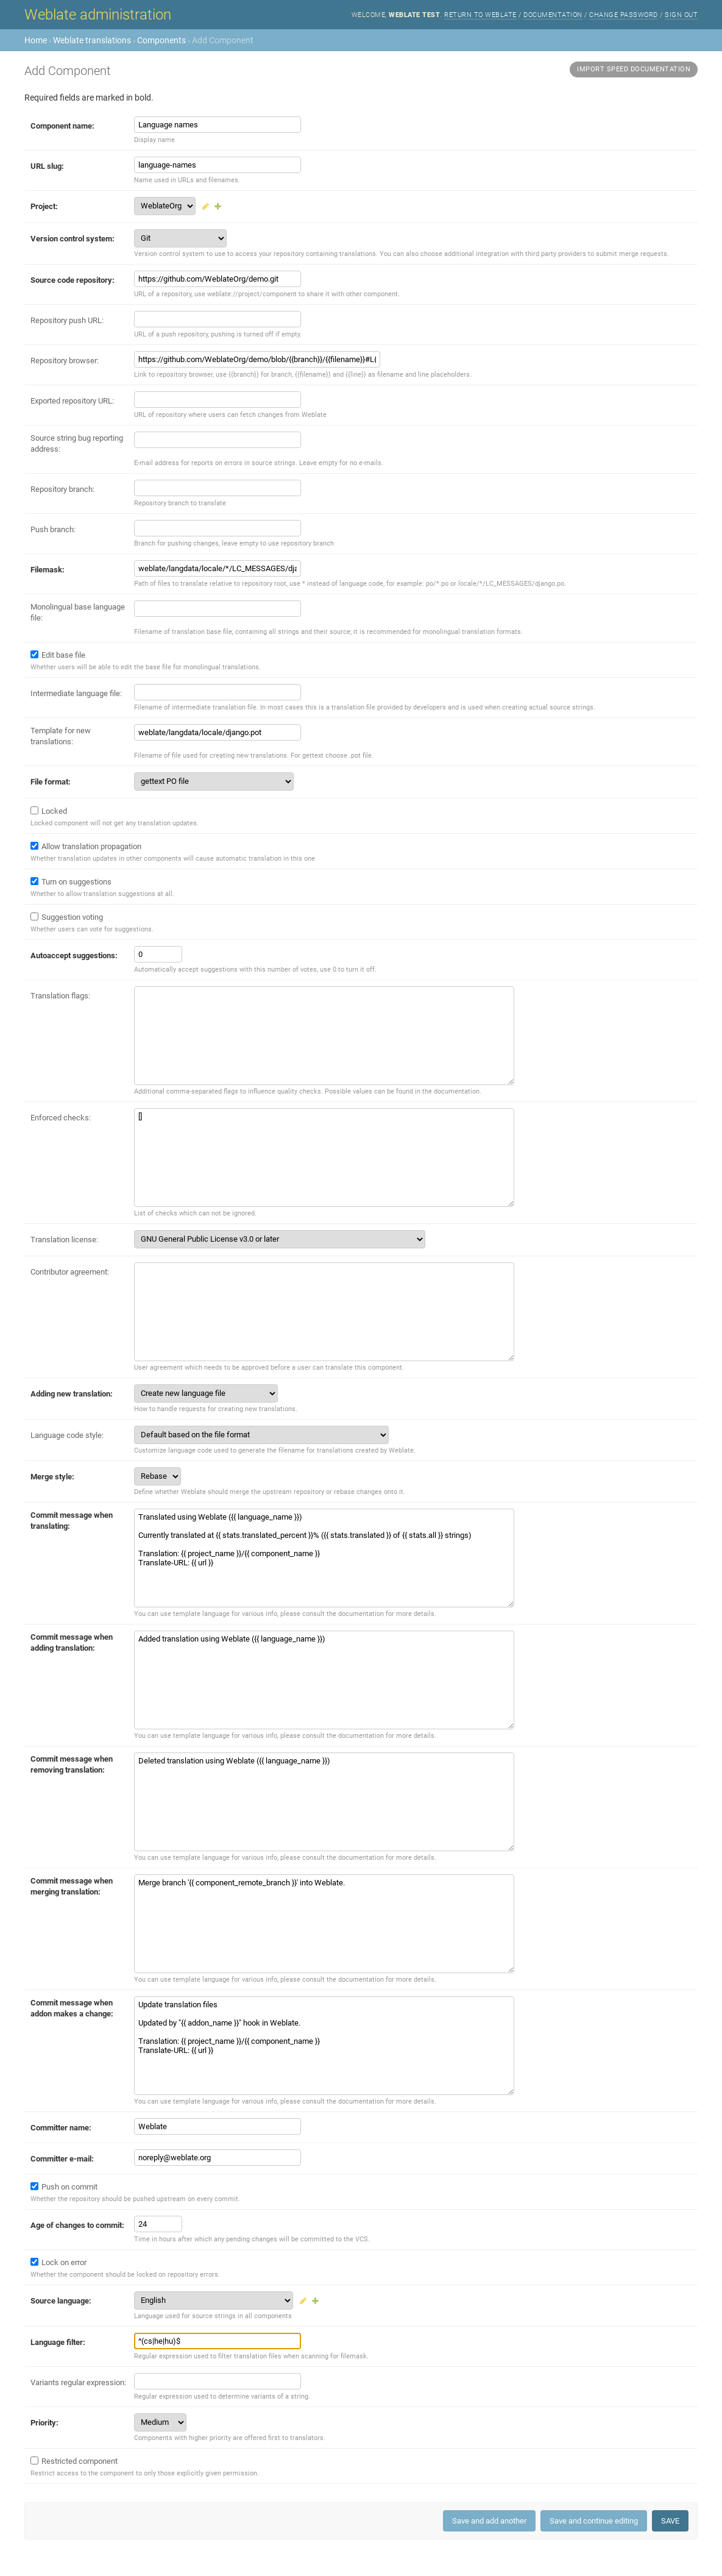 Weblate administration
WELCOME, WEBLATE TEST. RETURN TO WEBLATE / DOCUMENTATION / CHANGE PASSWORD / SIGN OUT
Home › Weblate translations › Components › Add Component
Add Component
IMPORT SPEED DOCUMENTATION
Required fields are marked in bold.
Component name: Language names
Display name
URL slug: language-names
Name used in URLs and filenames.
Project: WeblateOrg
Version control system: Git
Version control system to use to access your repository containing translations. You can also choose additional integration with third party providers to submit merge requests.
Source code repository: https://github.com/WeblateOrg/demo.git
URL of a repository, use weblate://project/component to share it with other component.
Repository push URL:
URL of a push repository, pushing is turned off if empty.
Repository browser: https://github.com/WeblateOrg/demo/blob/{{branch}}/{{filename}}#L{
Link to repository browser, use {{branch}} for branch, {{filename}} and {{line}} as filename and line placeholders.
Exported repository URL:
URL of repository where users can fetch changes from Weblate
Source string bug reporting
address:
E-mail address for reports on errors in source strings. Leave empty for no e-mails.
Repository branch:
Repository branch to translate
Push branch:
Branch for pushing changes, leave empty to use repository branch
Filemask: weblate/langdata/locale/*/LC_MESSAGES/dja
Path of files to translate relative to repository root, use * instead of language code, for example: po/*.po or locale/*/LC_MESSAGES/django.po.
Monolingual base language
file:
Filename of translation base file, containing all strings and their source; it is recommended for monolingual translation formats.
Edit base file
Whether users will be able to edit the base file for monolingual translations.
Intermediate language file:
Filename of intermediate translation file. In most cases this is a translation file provided by developers and is used when creating actual source strings.
Template for new
translations: weblate/langdata/locale/django.pot
Filename of file used for creating new translations. For gettext choose .pot file.
File format: gettext PO file
Locked
Locked component will not get any translation updates.
Allow translation propagation
Whether translation updates in other components will cause automatic translation in this one
Turn on suggestions
Whether to allow translation suggestions at all.
Suggestion voting
Whether users can vote for suggestions.
Autoaccept suggestions: 0
Automatically accept suggestions with this number of votes, use 0 to turn it off.
Translation flags:
Additional comma-separated flags to influence quality checks. Possible values can be found in the documentation.
Enforced checks: []
List of checks which can not be ignored.
Translation license: GNU General Public License v3.0 or later
Contributor agreement:
User agreement which needs to be approved before a user can translate this component.
Adding new translation: Create new language file
How to handle requests for creating new translations.
Language code style: Default based on the file format
Customize language code used to generate the filename for translations created by Weblate.
Merge style: Rebase
Define whether Weblate should merge the upstream repository or rebase changes onto it.
Commit message when
translating:
Translated using Weblate ({{ language_name }})
Currently translated at {{ stats.translated_percent }}% ({{ stats.translated }} of {{ stats.all }} strings)
Translation: {{ project_name }}/{{ component_name }}
Translate-URL: {{ url }}
You can use template language for various info, please consult the documentation for more details.
Commit message when
adding translation:
Added translation using Weblate ({{ language_name }})
You can use template language for various info, please consult the documentation for more details.
Commit message when
removing translation:
Deleted translation using Weblate ({{ language_name }})
You can use template language for various info, please consult the documentation for more details.
Commit message when
merging translation:
Merge branch '{{ component_remote_branch }}' into Weblate.
You can use template language for various info, please consult the documentation for more details.
Commit message when
addon makes a change:
Update translation files
Updated by "{{ addon_name }}" hook in Weblate.
Translation: {{ project_name }}/{{ component_name }}
Translate-URL: {{ url }}
You can use template language for various info, please consult the documentation for more details.
Committer name: Weblate
Committer e-mail: noreply@weblate.org
Push on commit
Whether the repository should be pushed upstream on every commit.
Age of changes to commit: 24
Time in hours after which any pending changes will be committed to the VCS.
Lock on error
Whether the component should be locked on repository errors.
Source language: English
Language used for source strings in all components
Language filter: ^(cs|he|hu)$
Regular expression used to filter translation files when scanning for filemask.
Variants regular expression:
Regular expression used to determine variants of a string.
Priority: Medium
Components with higher priority are offered first to translators.
Restricted component
Restrict access to the component to only those explicitly given permission.
Save and add another
Save and continue editing
SAVE